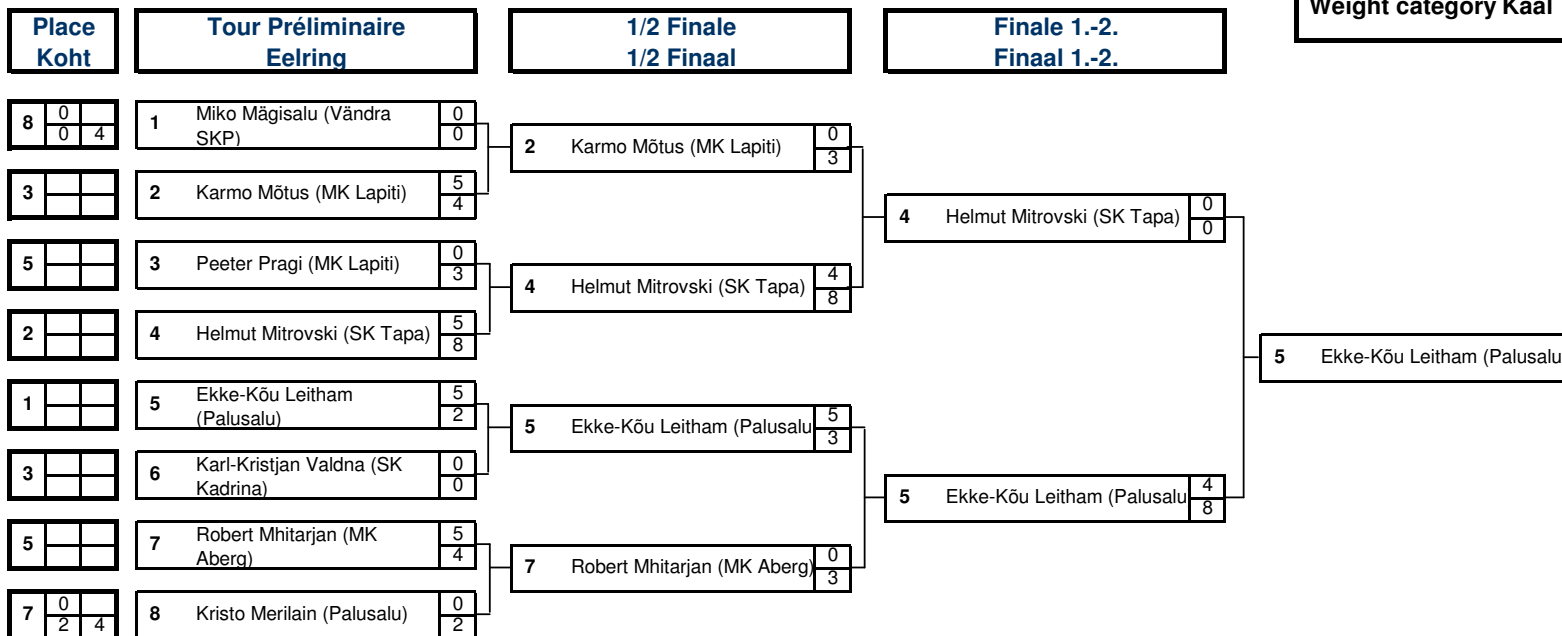 Weight category Kaal
Place
Koht
Tour Préliminaire
Eelring
1/2 Finale
1/2 Finaal
Finale 1.-2.
Finaal 1.-2.
8 0
0 4
1 Miko Mägisalu (Vändra SKP) 0
0
2 Karmo Mõtus (MK Lapiti) 0
3
3
2 Karmo Mõtus (MK Lapiti) 5
4
4 Helmut Mitrovski (SK Tapa) 0
0
5
3 Peeter Pragi (MK Lapiti) 0
3
4 Helmut Mitrovski (SK Tapa) 4
8
2
4 Helmut Mitrovski (SK Tapa) 5
8
5 Ekke-Kõu Leitham (Palusalu
1
5 Ekke-Kõu Leitham (Palusalu) 5
2
5 Ekke-Kõu Leitham (Palusalu 5
3
3
6 Karl-Kristjan Valdna (SK Kadrina) 0
0
5 Ekke-Kõu Leitham (Palusalu 4
8
5
7 Robert Mhitarjan (MK Aberg) 5
4
7 Robert Mhitarjan (MK Aberg) 0
3
7 0
2 4
8 Kristo Merilain (Palusalu) 0
2